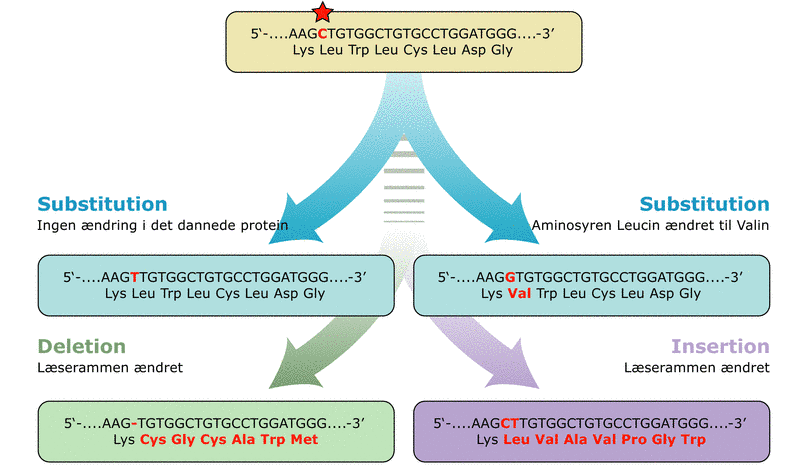 5‘-....AAGCTGTGGCTGTGCCTGGATGGG....-3’
Lys Leu Trp Leu Cys Leu Asp Gly
Substitution
Ingen ændring i det dannede protein
Substitution
Aminosyren Leucin ændret til Valin
5‘-....AAGTTGTGGCTGTGCCTGGATGGG....-3’
Lys Leu Trp Leu Cys Leu Asp Gly
5‘-....AAGGTGTGGCTGTGCCTGGATGGG....-3’
Lys Val Trp Leu Cys Leu Asp Gly
Deletion
Læserammen ændret
Insertion
Læserammen ændret
5‘-....AAG-TGTGGCTGTGCCTGGATGGG....-3’
Lys Cys Gly Cys Ala Trp Met
5‘-....AAGCTTGTGGCTGTGCCTGGATGGG....-3’
Lys Leu Val Ala Val Pro Gly Trp